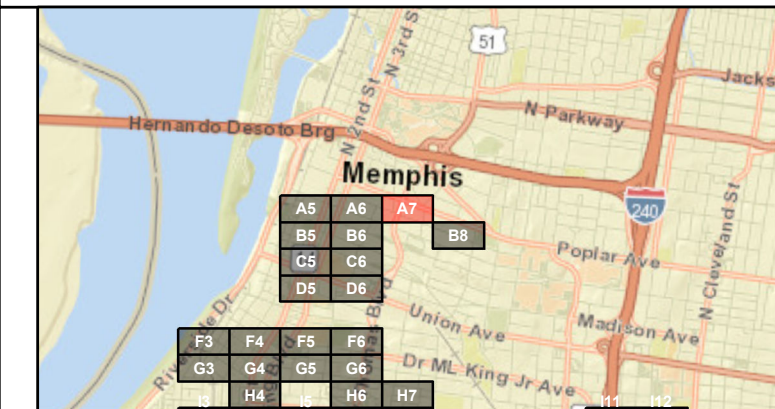 51
N 3rd S
Jacks
N 2nd St
N Parkway
Hernando Desoto Brg
Memphis
A5 A6 A7
240
N Cleveland St
B5 B6 B8
Poplar Ave
C5 C6
D5 D6
Riverside Dr
Union Ave
Madison Ave
F3 F4 F5 F6
G3 G4 G5 G6
Dr ML King Jr Ave
H4 H6 H7
I3 I5 I11 I12